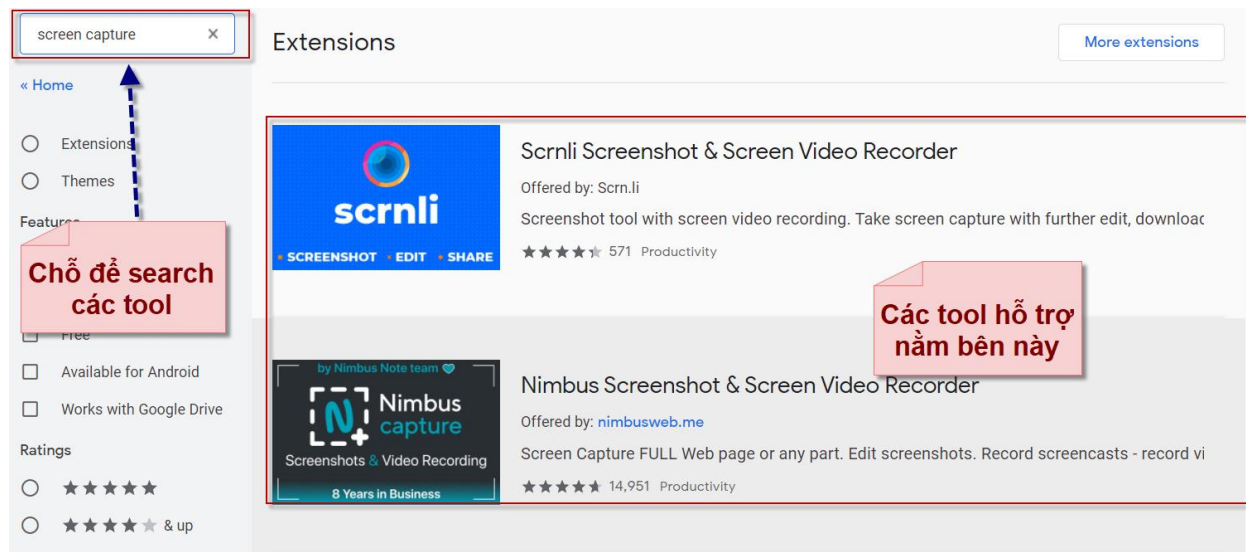 screen capture
×
Extensions
More extensions
« Home
Extensions
Themes
Features
Chỗ để search
các tool
Free
Available for Android
Works with Google Drive
Ratings
& up
scrnli
SCREENSHOT • EDIT • SHARE
Scrnli Screenshot & Screen Video Recorder
Offered by: Scrn.li
Screenshot tool with screen video recording. Take screen capture with further edit, downloac
571 Productivity
Các tool hỗ trợ
nằm bên này
by Nimbus Note team
Nimbus
capture
Screenshots & Video Recording
8 Years in Business
Nimbus Screenshot & Screen Video Recorder
Offered by: nimbusweb.me
Screen Capture FULL Web page or any part. Edit screenshots. Record screencasts - record vi
14,951 Productivity